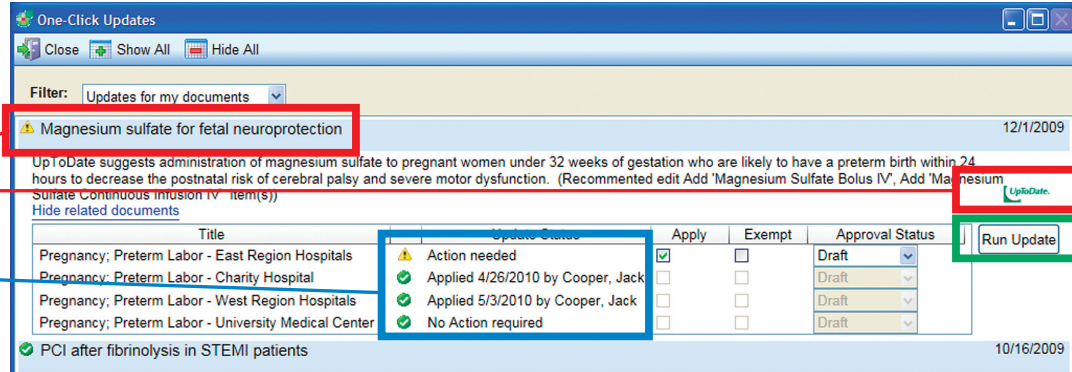 One-Click Updates
Close Show All Hide All
Filter: Updates for my documents
Magnesium sulfate for fetal neuroprotection 12/1/2009
UpToDate suggests administration of magnesium sulfate to pregnant women under 32 weeks of gestation who are likely to have a preterm birth within 24
hours to decrease the postnatal risk of cerebral palsy and severe motor dysfunction. (Recommented edit Add 'Magnesium Sulfate Bolus IV', Add 'Magnesium
Sulfate Continuous Infusion IV' item(s))
UpToDate.
Hide related documents
Title Update Status Apply Exempt Approval Status
Run Update
Pregnancy; Preterm Labor - East Region Hospitals Action needed Draft
Pregnancy; Preterm Labor - Charity Hospital Applied 4/26/2010 by Cooper, Jack Draft
Pregnancy; Preterm Labor - West Region Hospitals Applied 5/3/2010 by Cooper, Jack Draft
Pregnancy; Preterm Labor - University Medical Center No Action required Draft
PCI after fibrinolysis in STEMI patients 10/16/2009